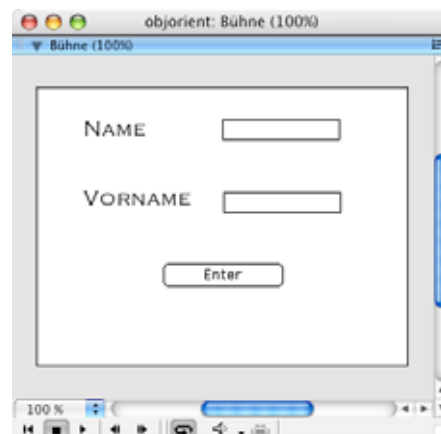 objorient: Bühne (100%)
Bühne (100%)
NAME
VORNAME
Enter
100 %